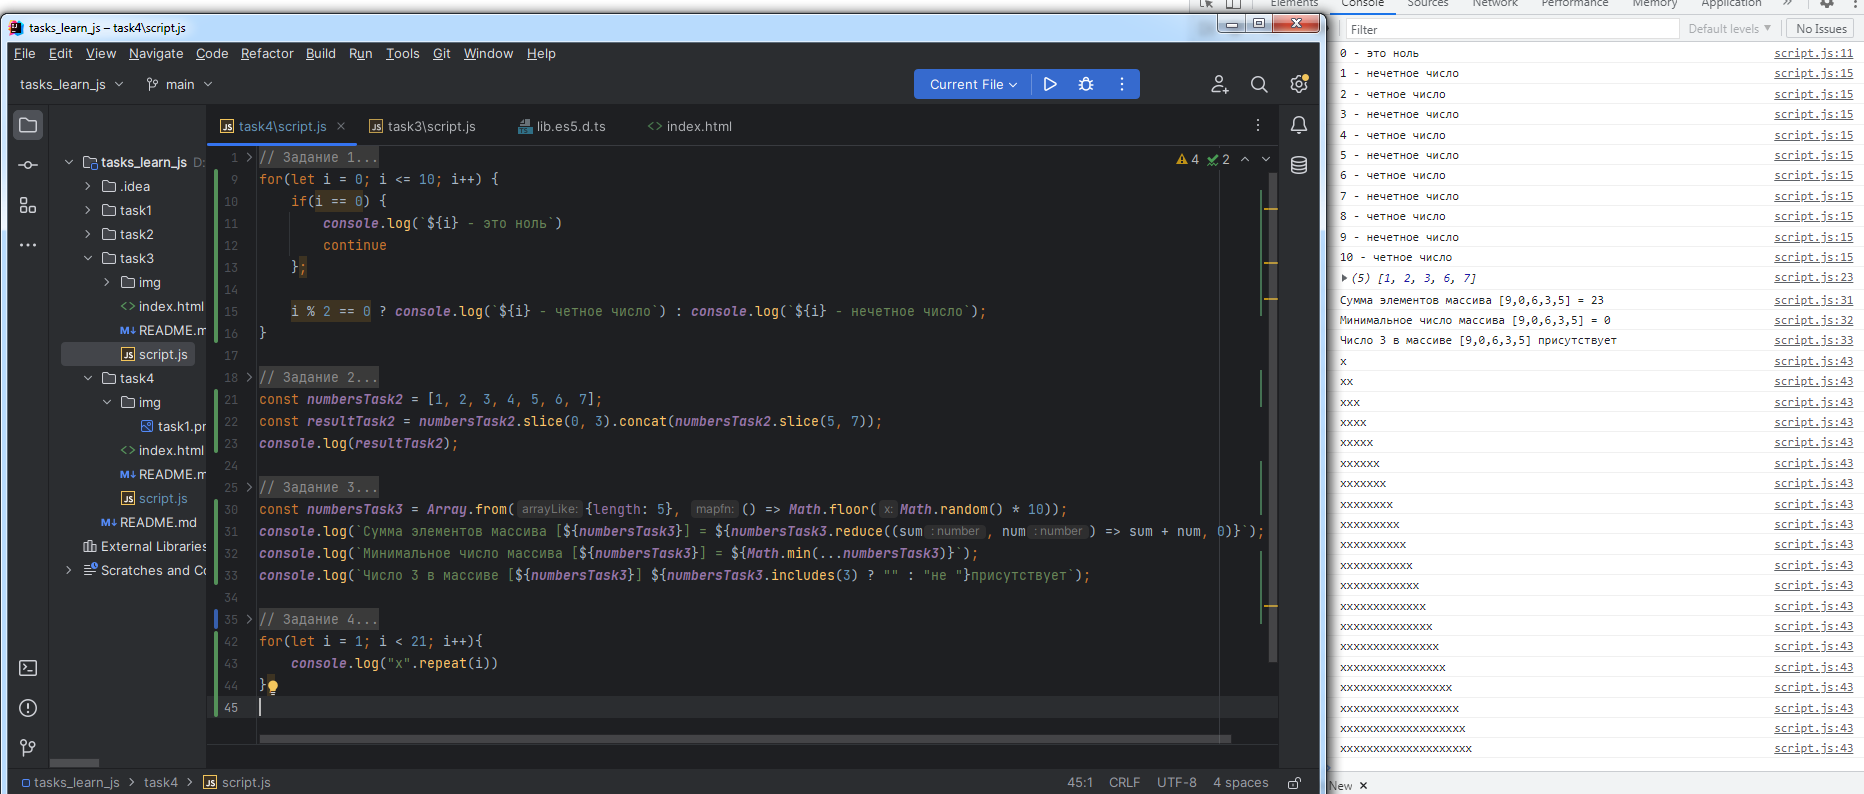 tasks_learn_js – task4\script.js
File Edit View Navigate Code Refactor Build Run Tools Git Window Help
tasks_learn_js main Current File
task4\script.js task3\script.js lib.es5.d.ts index.html
tasks_learn_js D:
.idea
task1
task2
task3
img
index.html
README.m
script.js
task4
img
task1.pr
index.html
README.m
script.js
README.md
External Libraries
Scratches and Co
4 2
1 // Задание 1...
9 for(let i = 0; i <= 10; i++) {
10 if(i == 0) {
11 console.log(`${i} - это ноль`)
12 continue
13 };
14
15 i % 2 == 0 ? console.log(`${i} - четное число`) : console.log(`${i} - нечетное число`);
16 }
17
18 // Задание 2...
21 const numbersTask2 = [1, 2, 3, 4, 5, 6, 7];
22 const resultTask2 = numbersTask2.slice(0, 3).concat(numbersTask2.slice(5, 7));
23 console.log(resultTask2);
24
25 // Задание 3...
30 const numbersTask3 = Array.from( arrayLike: {length: 5}, mapfn: () => Math.floor( x: Math.random() * 10));
31 console.log(`Сумма элементов массива [${numbersTask3}] = ${numbersTask3.reduce((sum : number , num : number ) => sum + num, 0)}`);
32 console.log(`Минимальное число массива [${numbersTask3}] = ${Math.min(...numbersTask3)}`);
33 console.log(`Число 3 в массиве [${numbersTask3}] ${numbersTask3.includes(3) ? "" : "не "}присутствует`);
34
35 // Задание 4...
42 for(let i = 1; i < 21; i++){
43 console.log("x".repeat(i))
44 }
45
tasks_learn_js > task4 > script.js 45:1 CRLF UTF-8 4 spaces
Elements Console Sources Network Performance Memory Application »
Filter Default levels No Issues
0 - это ноль script.js:11
1 - нечетное число script.js:15
2 - четное число script.js:15
3 - нечетное число script.js:15
4 - четное число script.js:15
5 - нечетное число script.js:15
6 - четное число script.js:15
7 - нечетное число script.js:15
8 - четное число script.js:15
9 - нечетное число script.js:15
10 - четное число script.js:15
(5) [1, 2, 3, 6, 7] script.js:23
Сумма элементов массива [9,0,6,3,5] = 23 script.js:31
Минимальное число массива [9,0,6,3,5] = 0 script.js:32
Число 3 в массиве [9,0,6,3,5] присутствует script.js:33
x script.js:43
xx script.js:43
xxx script.js:43
xxxx script.js:43
xxxxx script.js:43
xxxxxx script.js:43
xxxxxxx script.js:43
xxxxxxxx script.js:43
xxxxxxxxx script.js:43
xxxxxxxxxx script.js:43
xxxxxxxxxxx script.js:43
xxxxxxxxxxxx script.js:43
xxxxxxxxxxxxx script.js:43
xxxxxxxxxxxxxx script.js:43
xxxxxxxxxxxxxxx script.js:43
xxxxxxxxxxxxxxxx script.js:43
xxxxxxxxxxxxxxxxx script.js:43
xxxxxxxxxxxxxxxxxx script.js:43
xxxxxxxxxxxxxxxxxxx script.js:43
xxxxxxxxxxxxxxxxxxxx script.js:43
New